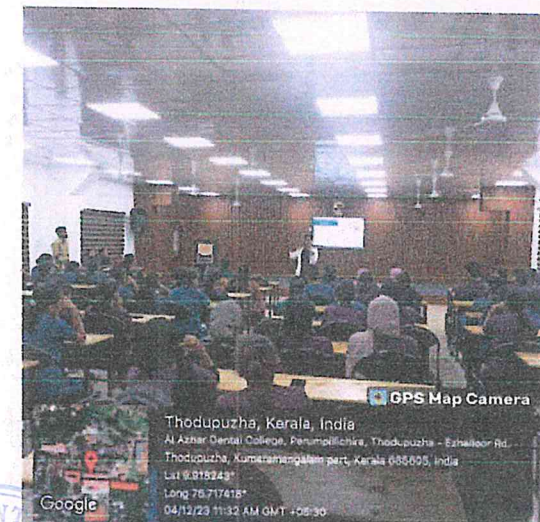 GPS Map Camera
Thodupuzha, Kerala, India
Al Azhar Dental College, Perumpillichira, Thodupuzha - Ezhalloor Rd,
Thodupuzha, Kumaramangalam part, Kerala 685605, India
Lat 9.918243°
Long 76.717418°
04/12/23 11:32 AM GMT +05:30
Google